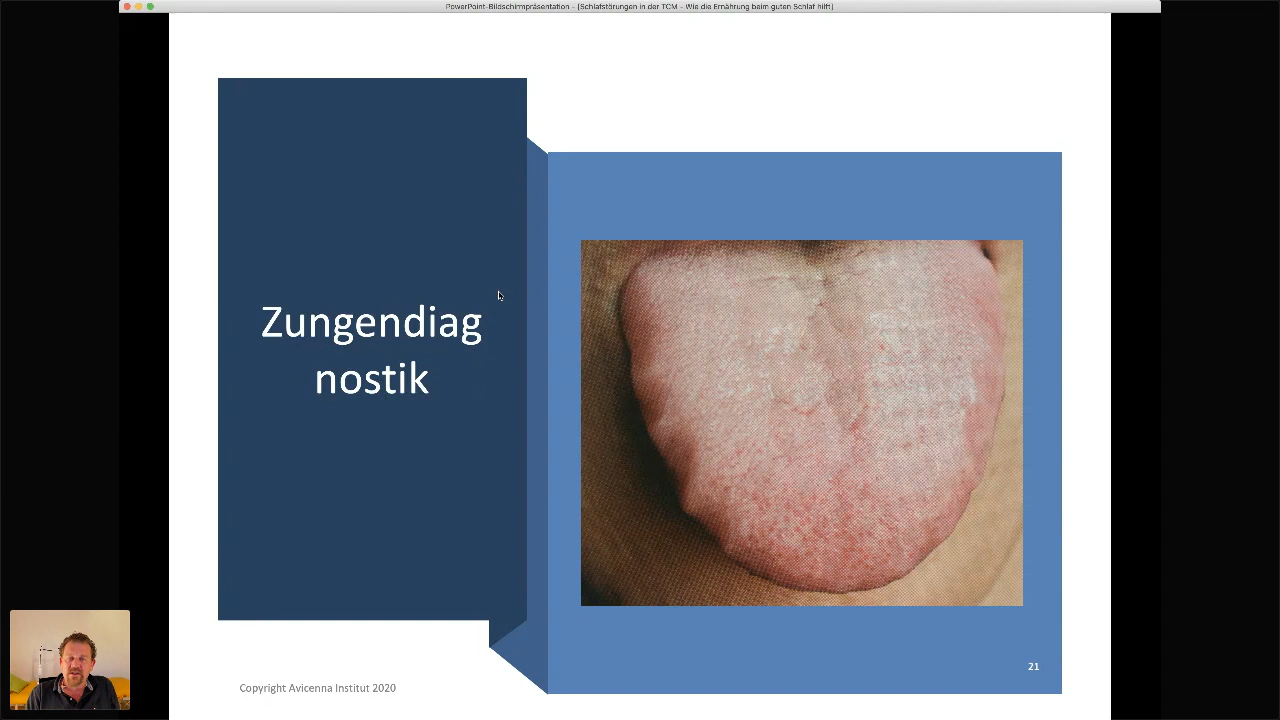 PowerPoint-Bildschirmpräsentation - [Schlafstörungen in der TCM - Wie die Ernährung beim guten Schlaf hilft]
Zungendiag
nostik
21
Copyright Avicenna Institut 2020